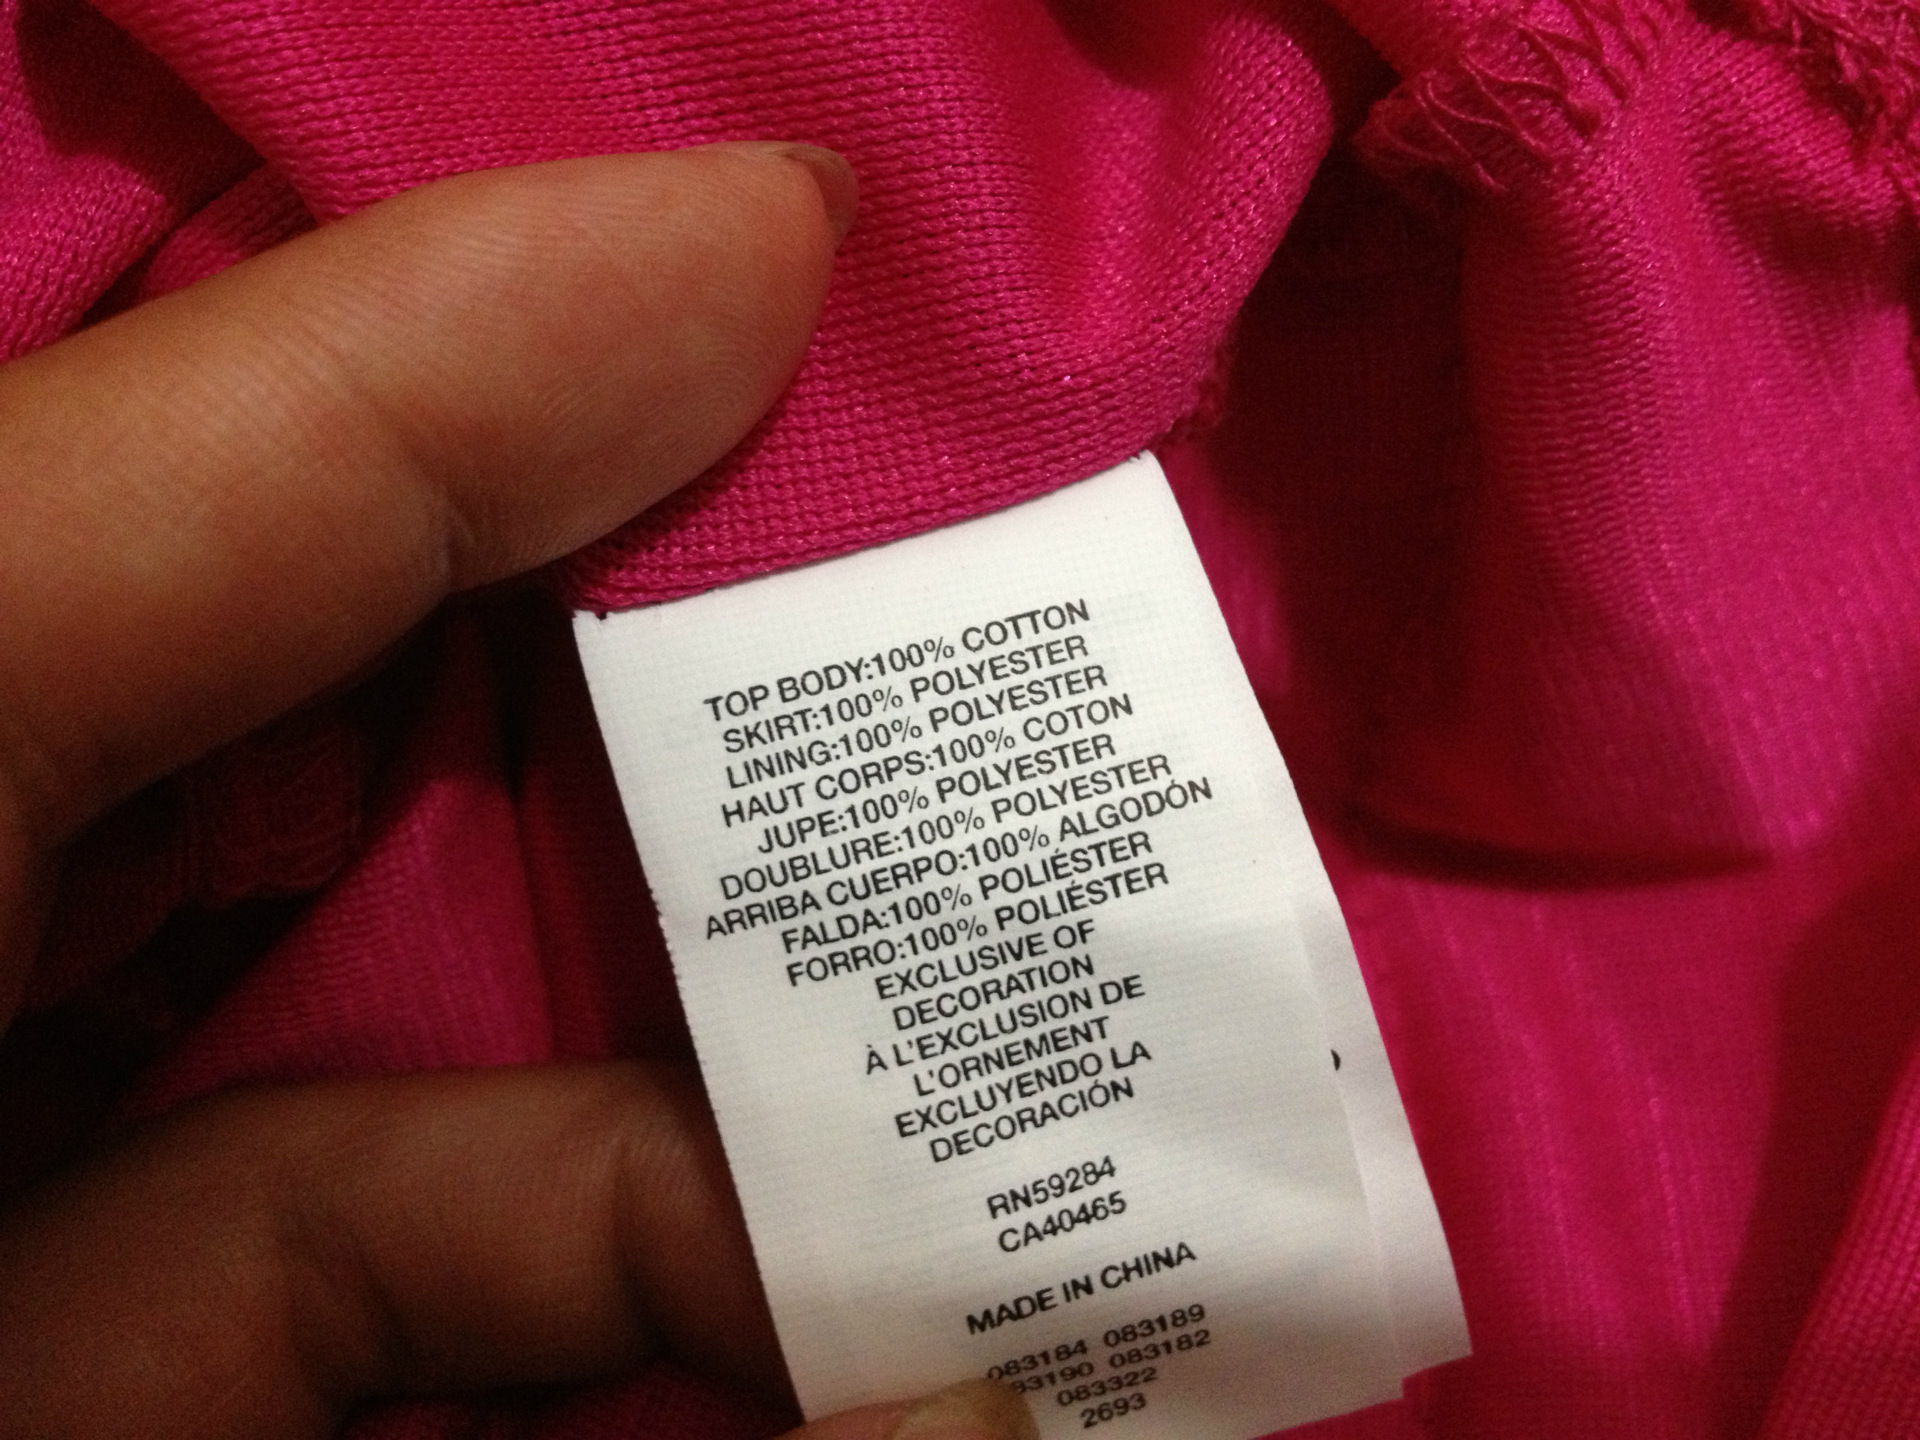 TOP BODY:100% COTTON
SKIRT:100% POLYESTER
LINING:100% POLYESTER
HAUT CORPS:100% COTON
JUPE:100% POLYESTER
DOUBLURE:100% POLYESTER
ARRIBA CUERPO:100% ALGODÓN
FALDA:100% POLIÉSTER
FORRO:100% POLIÉSTER
EXCLUSIVE OF
DECORATION
À L'EXCLUSION DE
L'ORNEMENT
EXCLUYENDO LA
DECORACIÓN
RN59284
CA40465
MADE IN CHINA
083184 083189
083182
083322
2693